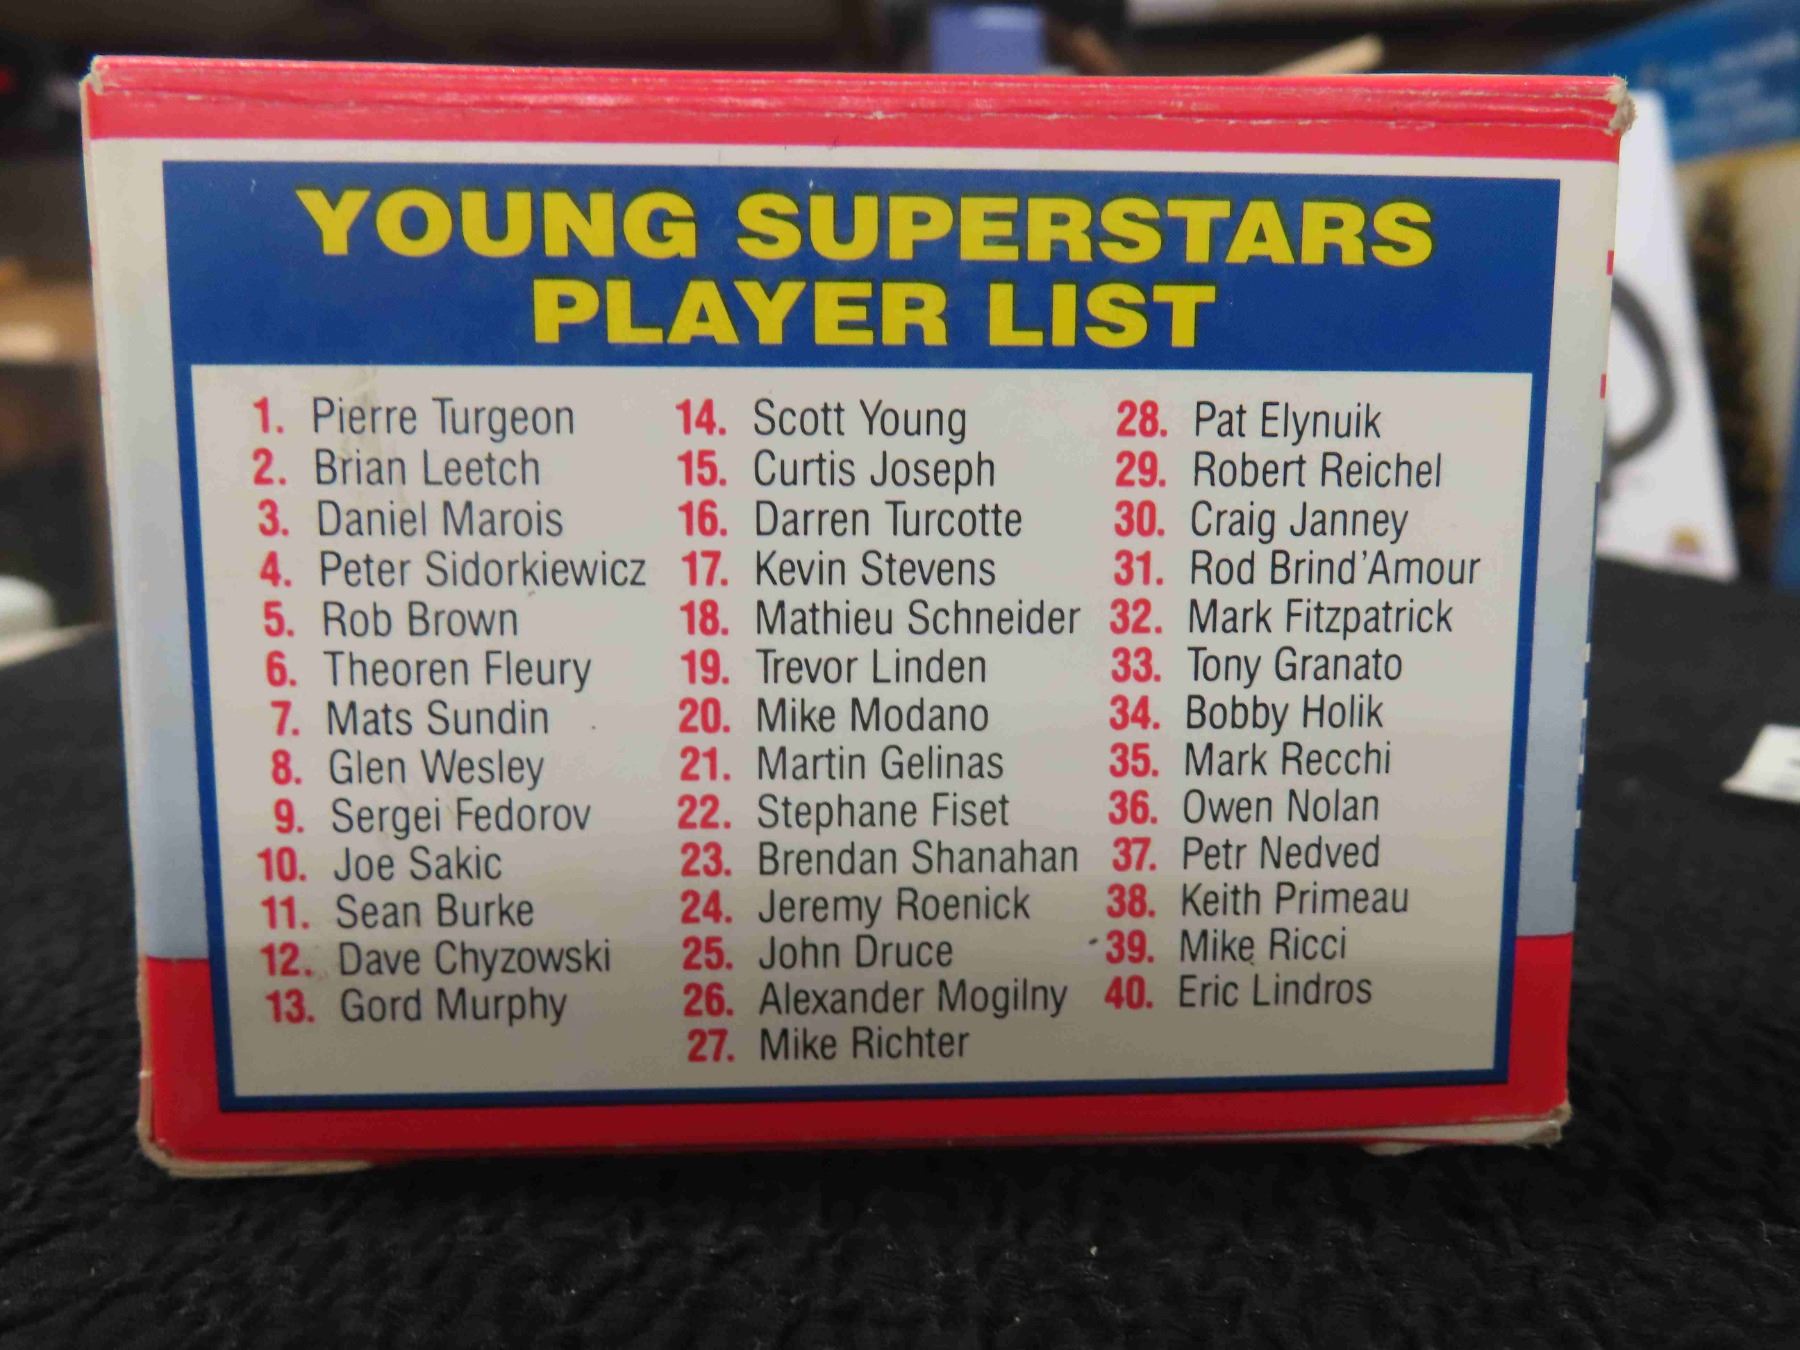 YOUNG SUPERSTARS
PLAYER LIST
1. Pierre Turgeon
2. Brian Leetch
3. Daniel Marois
4. Peter Sidorkiewicz
5. Rob Brown
6. Theoren Fleury
7. Mats Sundin
8. Glen Wesley
9. Sergei Fedorov
10. Joe Sakic
11. Sean Burke
12. Dave Chyzowski
13. Gord Murphy
14. Scott Young
15. Curtis Joseph
16. Darren Turcotte
17. Kevin Stevens
18. Mathieu Schneider
19. Trevor Linden
20. Mike Modano
21. Martin Gelinas
22. Stephane Fiset
23. Brendan Shanahan
24. Jeremy Roenick
25. John Druce
26. Alexander Mogilny
27. Mike Richter
28. Pat Elynuik
29. Robert Reichel
30. Craig Janney
31. Rod Brind'Amour
32. Mark Fitzpatrick
33. Tony Granato
34. Bobby Holik
35. Mark Recchi
36. Owen Nolan
37. Petr Nedved
38. Keith Primeau
39. Mike Ricci
40. Eric Lindros